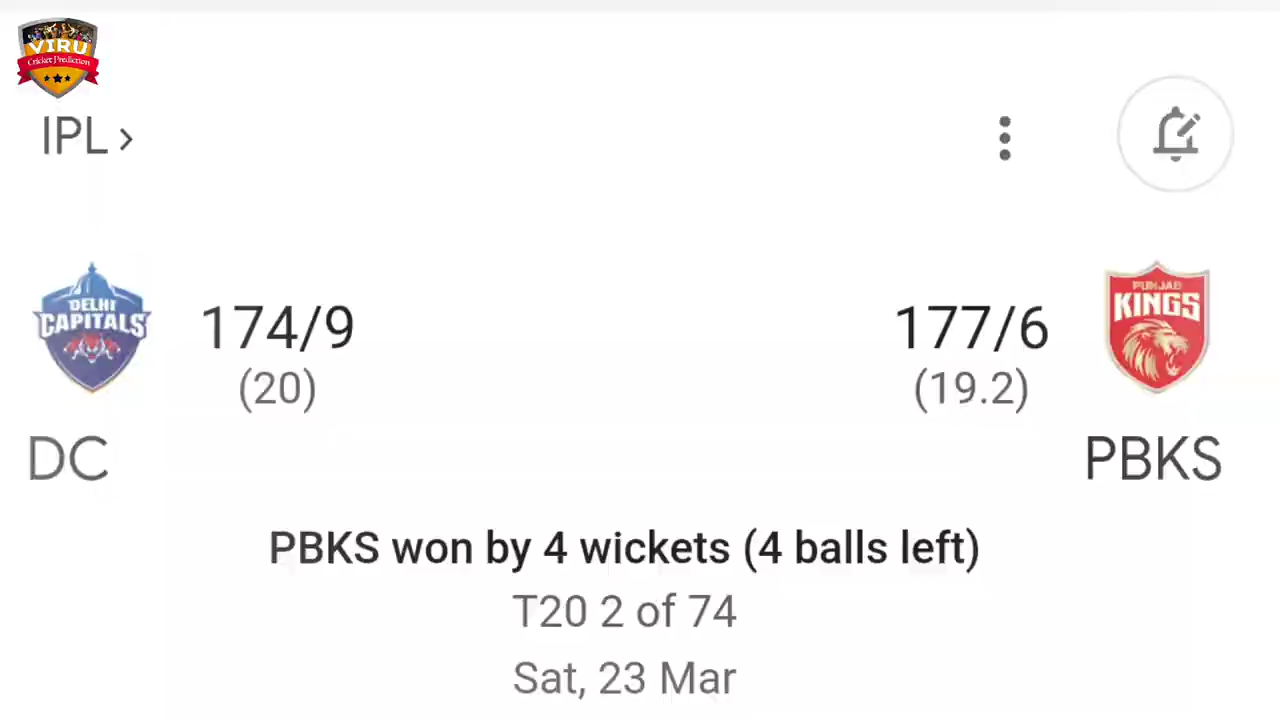 VIRU
Cricket Prediction
IPL >
DELHI
CAPITALS
174/9
(20)
DC
177/6
(19.2)
PUNJAB
KINGS
PBKS
PBKS won by 4 wickets (4 balls left)
T20 2 of 74
Sat, 23 Mar